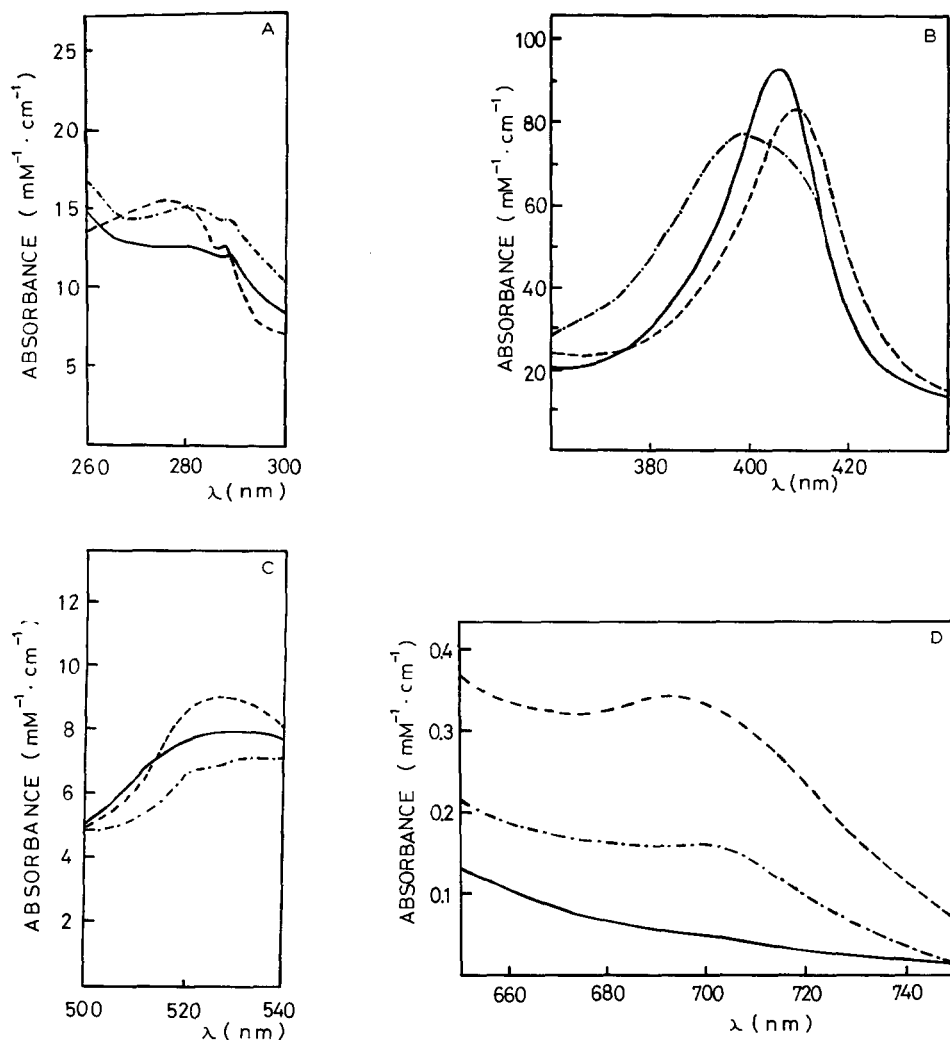 A
25
20
15
10
5
ABSORBANCE (mM⁻¹·cm⁻¹)
260 280 300
λ(nm)
B
100
80
60
40
20
ABSORBANCE (mM⁻¹·cm⁻¹)
380 400 420
λ(nm)
C
12
10
8
6
4
2
ABSORBANCE (mM⁻¹·cm⁻¹)
500 520 540
λ(nm)
D
0.4
0.3
0.2
0.1
ABSORBANCE (mM⁻¹·cm⁻¹)
660 680 700 720 740
λ(nm)